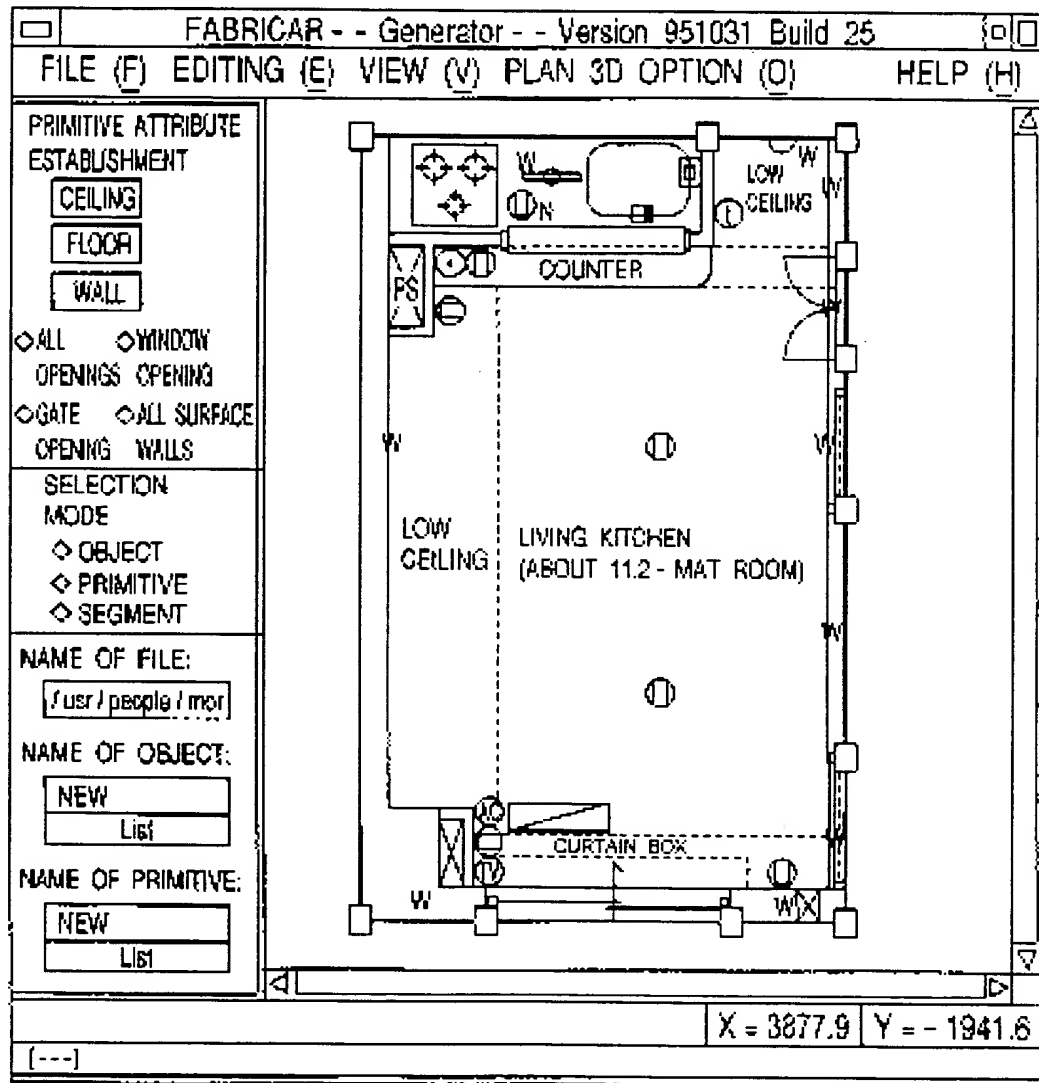 FABRICAR - - Generator - - Version 951031 Build 25
FILE (F) EDITING (E) VIEW (V) PLAN 3D OPTION (O) HELP (H)
PRIMITIVE ATTRIBUTE
ESTABLISHMENT
CEILING
FLOOR
WALL
ALL WINDOW
OPENINGS OPENING
GATE ALL SURFACE
OPENING WALLS
SELECTION
MODE
OBJECT
PRIMITIVE
SEGMENT
NAME OF FILE:
/ usr / people / mor
NAME OF OBJECT:
NEW
List
NAME OF PRIMITIVE:
NEW
List
W
W
LOW
CEILING
W
N
t
COUNTER
PS
W
W
LOW
CEILING
LIVING KITCHEN
(ABOUT 11.2 - MAT ROOM)
W
AC
CURTAIN BOX
TV
W
W
X = 3877.9 Y = - 1941.6
[---]